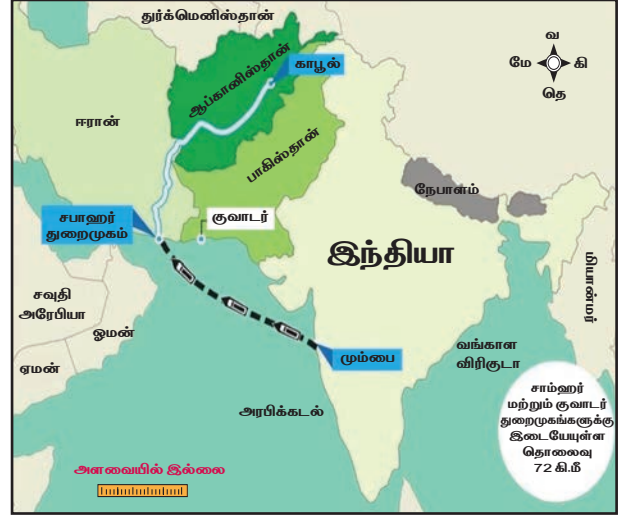 துர்க்மெனிஸ்தான்
வ
மே
கி
தெ
ஆப்கானிஸ்தான்
காபூல்
ஈரான்
பாகிஸ்தான்
நேபாளம்
சபாஹர்
துறைமுகம்
குவாடர்
இந்தியா
மியான்மர்
சவுதி
அரேபியா
ஓமன்
ஏமன்
மும்பை
வங்காள
விரிகுடா
அரபிக்கடல்
சாம்ஹர்
மற்றும் குவாடர்
துறைமுகங்களுக்கு
இடையேயுள்ள
தொலைவு
72 கி.மீ
அளவையில் இல்லை